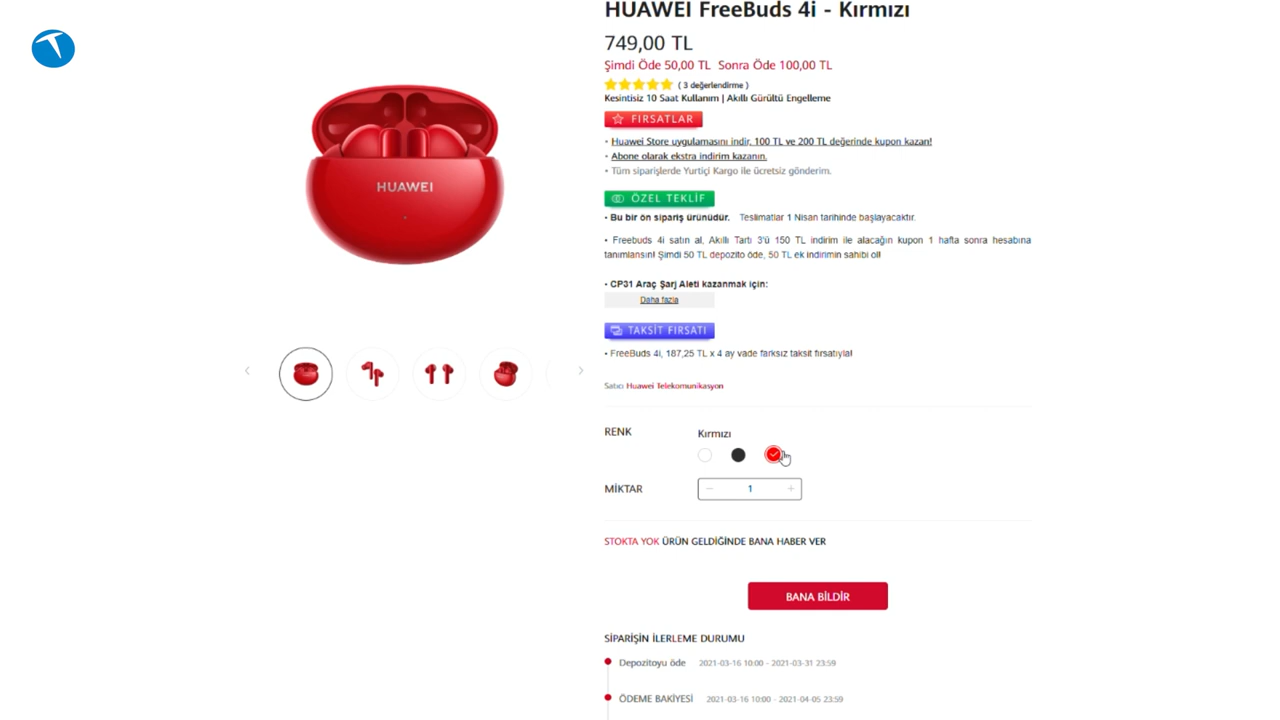 HUAWEI FreeBuds 4i - Kırmızı
749,00 TL
Şimdi Öde 50,00 TL Sonra Öde 100,00 TL
( 3 değerlendirme )
Kesintisiz 10 Saat Kullanım | Akıllı Gürültü Engelleme
FIRSATLAR
• Huawei Store uygulamasını indir, 100 TL ve 200 TL değerinde kupon kazan!
• Abone olarak ekstra indirim kazanın.
• Tüm siparişlerde Yurtiçi Kargo ile ücretsiz gönderim.
HUAWEI
ÖZEL TEKLİF
• Bu bir ön sipariş ürünüdür. Teslimatlar 1 Nisan tarihinde başlayacaktır.
• Freebuds 4i satın al, Akıllı Tartı 3'ü 150 TL indirim ile alacağın kupon 1 hafta sonra hesabına
tanımlansın! Şimdi 50 TL depozito öde, 50 TL ek indirimin sahibi ol!
• CP31 Araç Şarj Aleti kazanmak için:
Daha fazla
TAKSİT FIRSATI
• FreeBuds 4i, 187,25 TL x 4 ay vade farksız taksit fırsatıyla!
Satıcı Huawei Telekomunikasyon
RENK
Kırmızı
MİKTAR
1
STOKTA YOK ÜRÜN GELDİĞİNDE BANA HABER VER
BANA BİLDİR
SİPARİŞİN İLERLEME DURUMU
Depozitoyu öde 2021-03-16 10:00 - 2021-03-31 23:59
ÖDEME BAKİYESİ 2021-03-16 10:00 - 2021-04-05 23:59